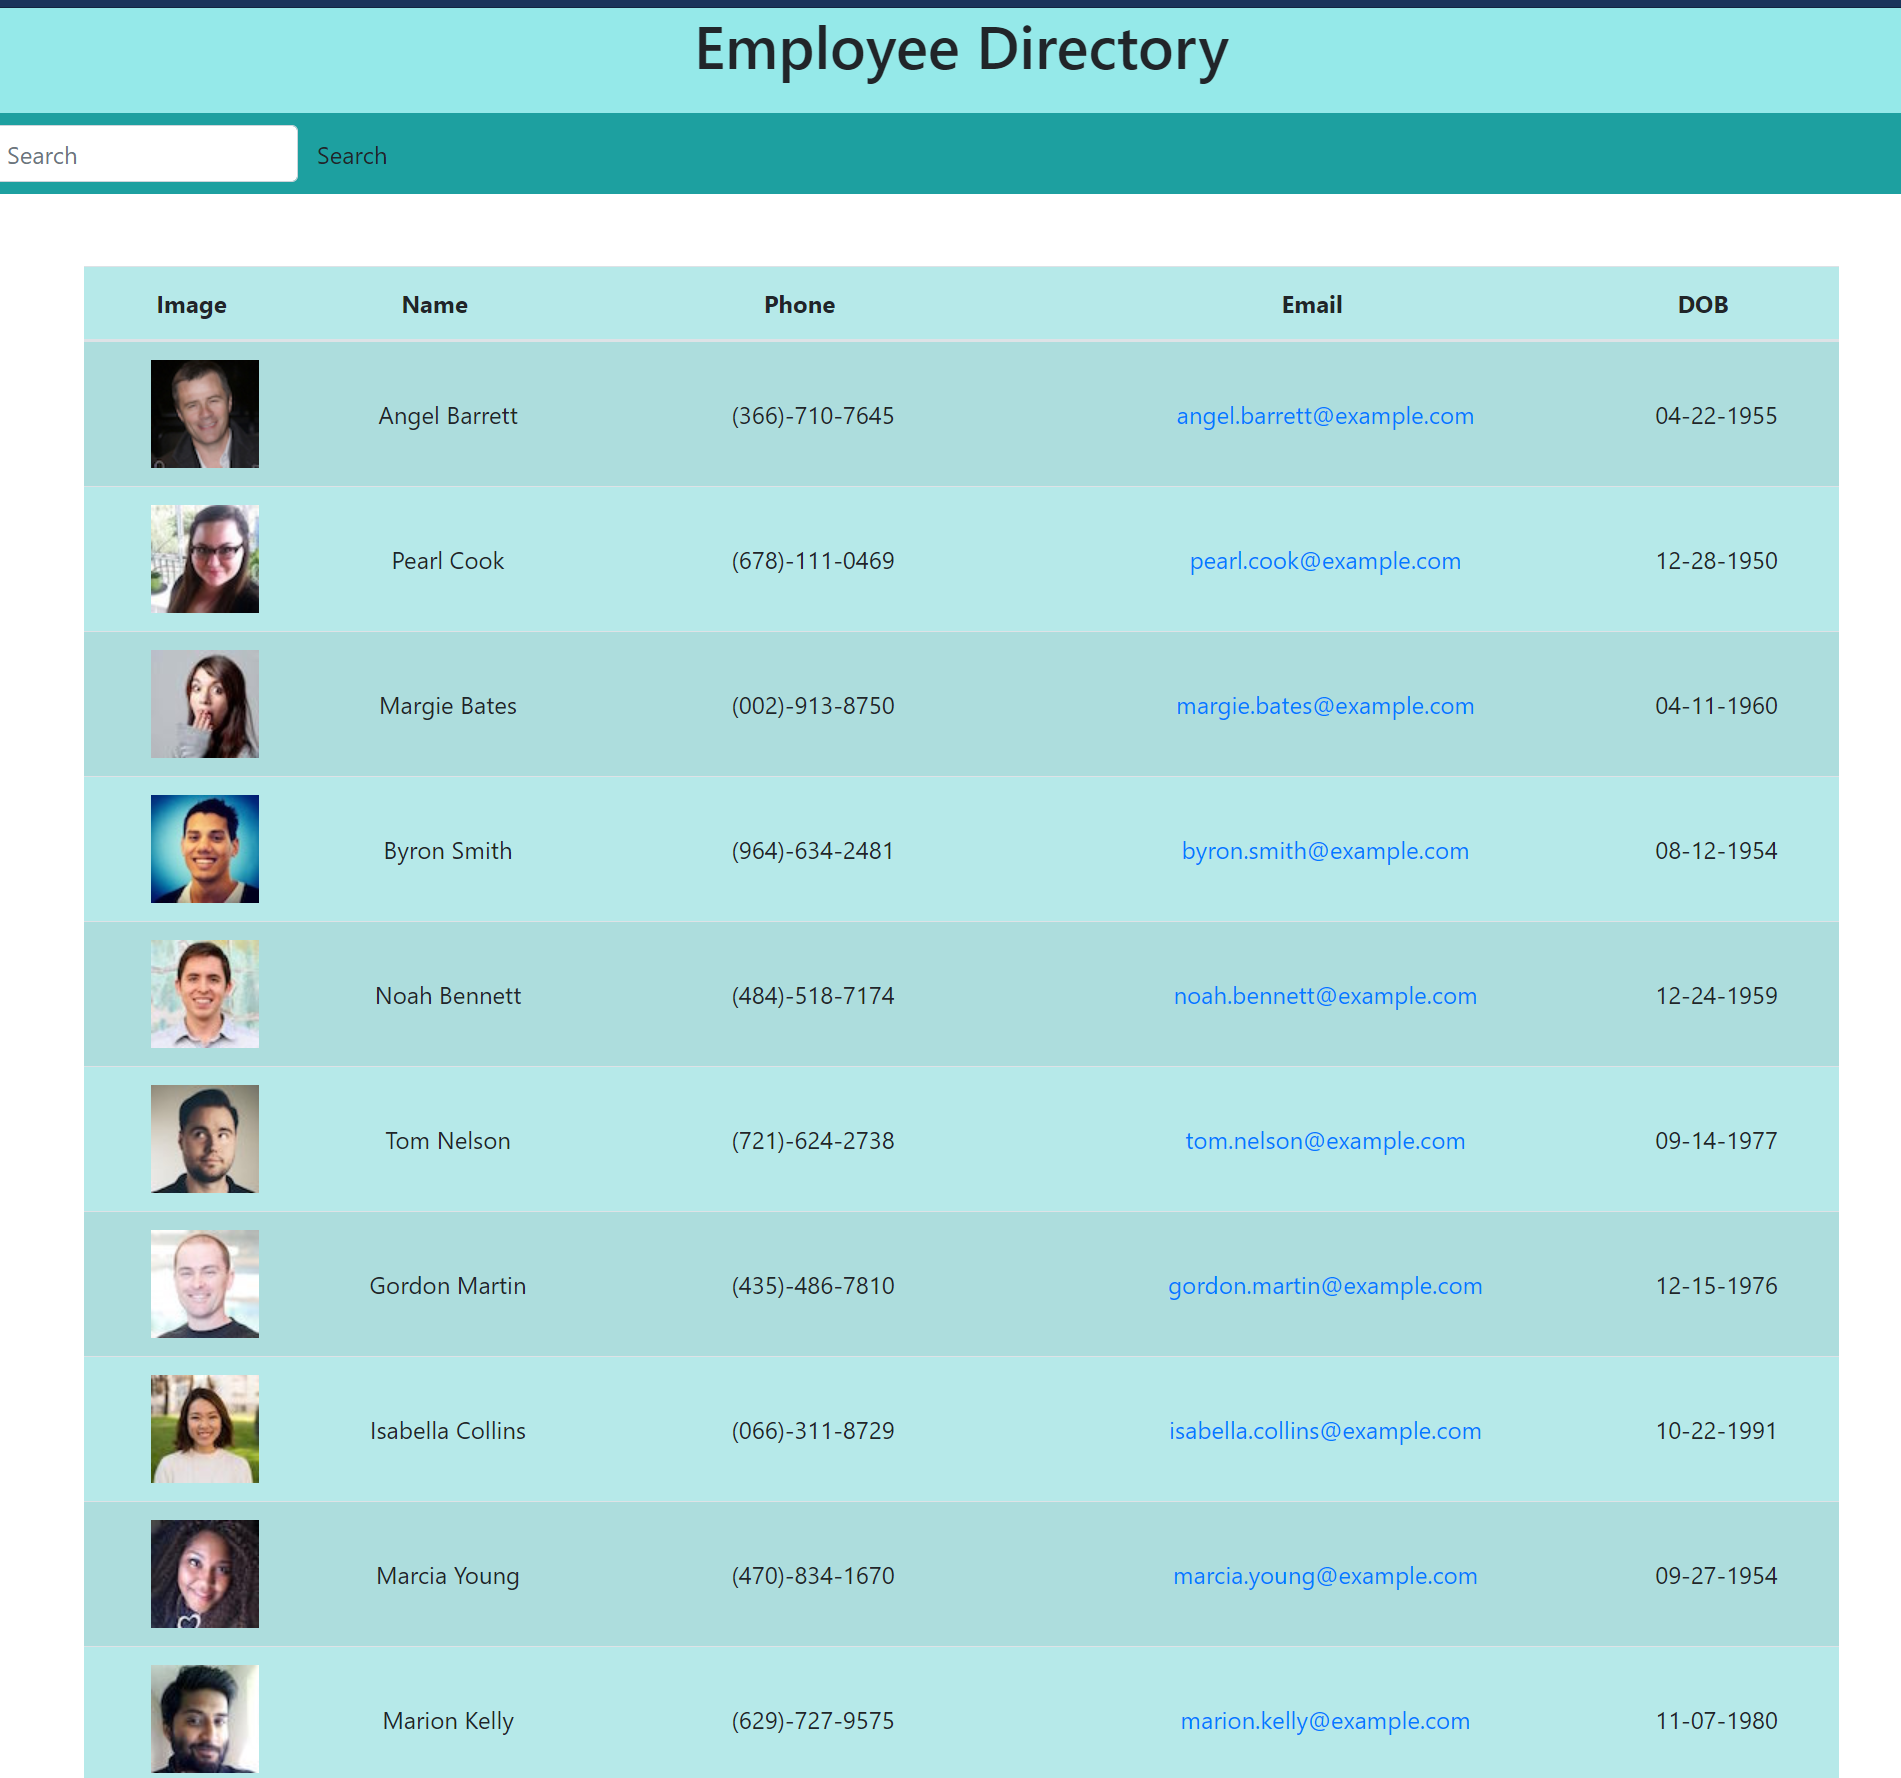 Employee Directory
Search Search
Image Name Phone Email DOB
Angel Barrett (366)-710-7645 angel.barrett@example.com 04-22-1955
Pearl Cook (678)-111-0469 pearl.cook@example.com 12-28-1950
Margie Bates (002)-913-8750 margie.bates@example.com 04-11-1960
Byron Smith (964)-634-2481 byron.smith@example.com 08-12-1954
Noah Bennett (484)-518-7174 noah.bennett@example.com 12-24-1959
Tom Nelson (721)-624-2738 tom.nelson@example.com 09-14-1977
Gordon Martin (435)-486-7810 gordon.martin@example.com 12-15-1976
Isabella Collins (066)-311-8729 isabella.collins@example.com 10-22-1991
Marcia Young (470)-834-1670 marcia.young@example.com 09-27-1954
Marion Kelly (629)-727-9575 marion.kelly@example.com 11-07-1980